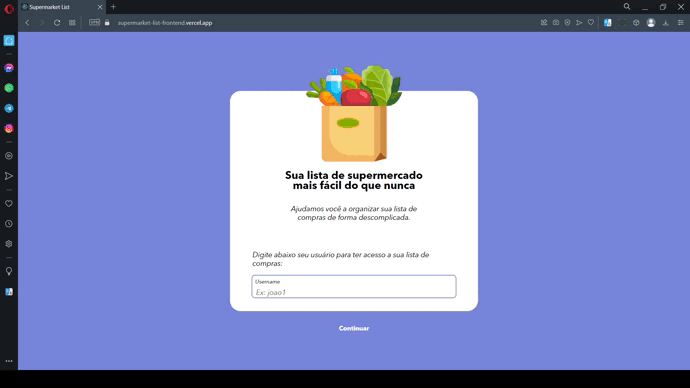 Supermarket List
VPN
supermarket-list-frontend.vercel.app
Sua lista de supermercado
mais fácil do que nunca
Ajudamos você a organizar sua lista de
compras de forma descomplicada.
Digite abaixo seu usuário para ter acesso a sua lista de
compras:
Username
Ex: joao1
Continuar